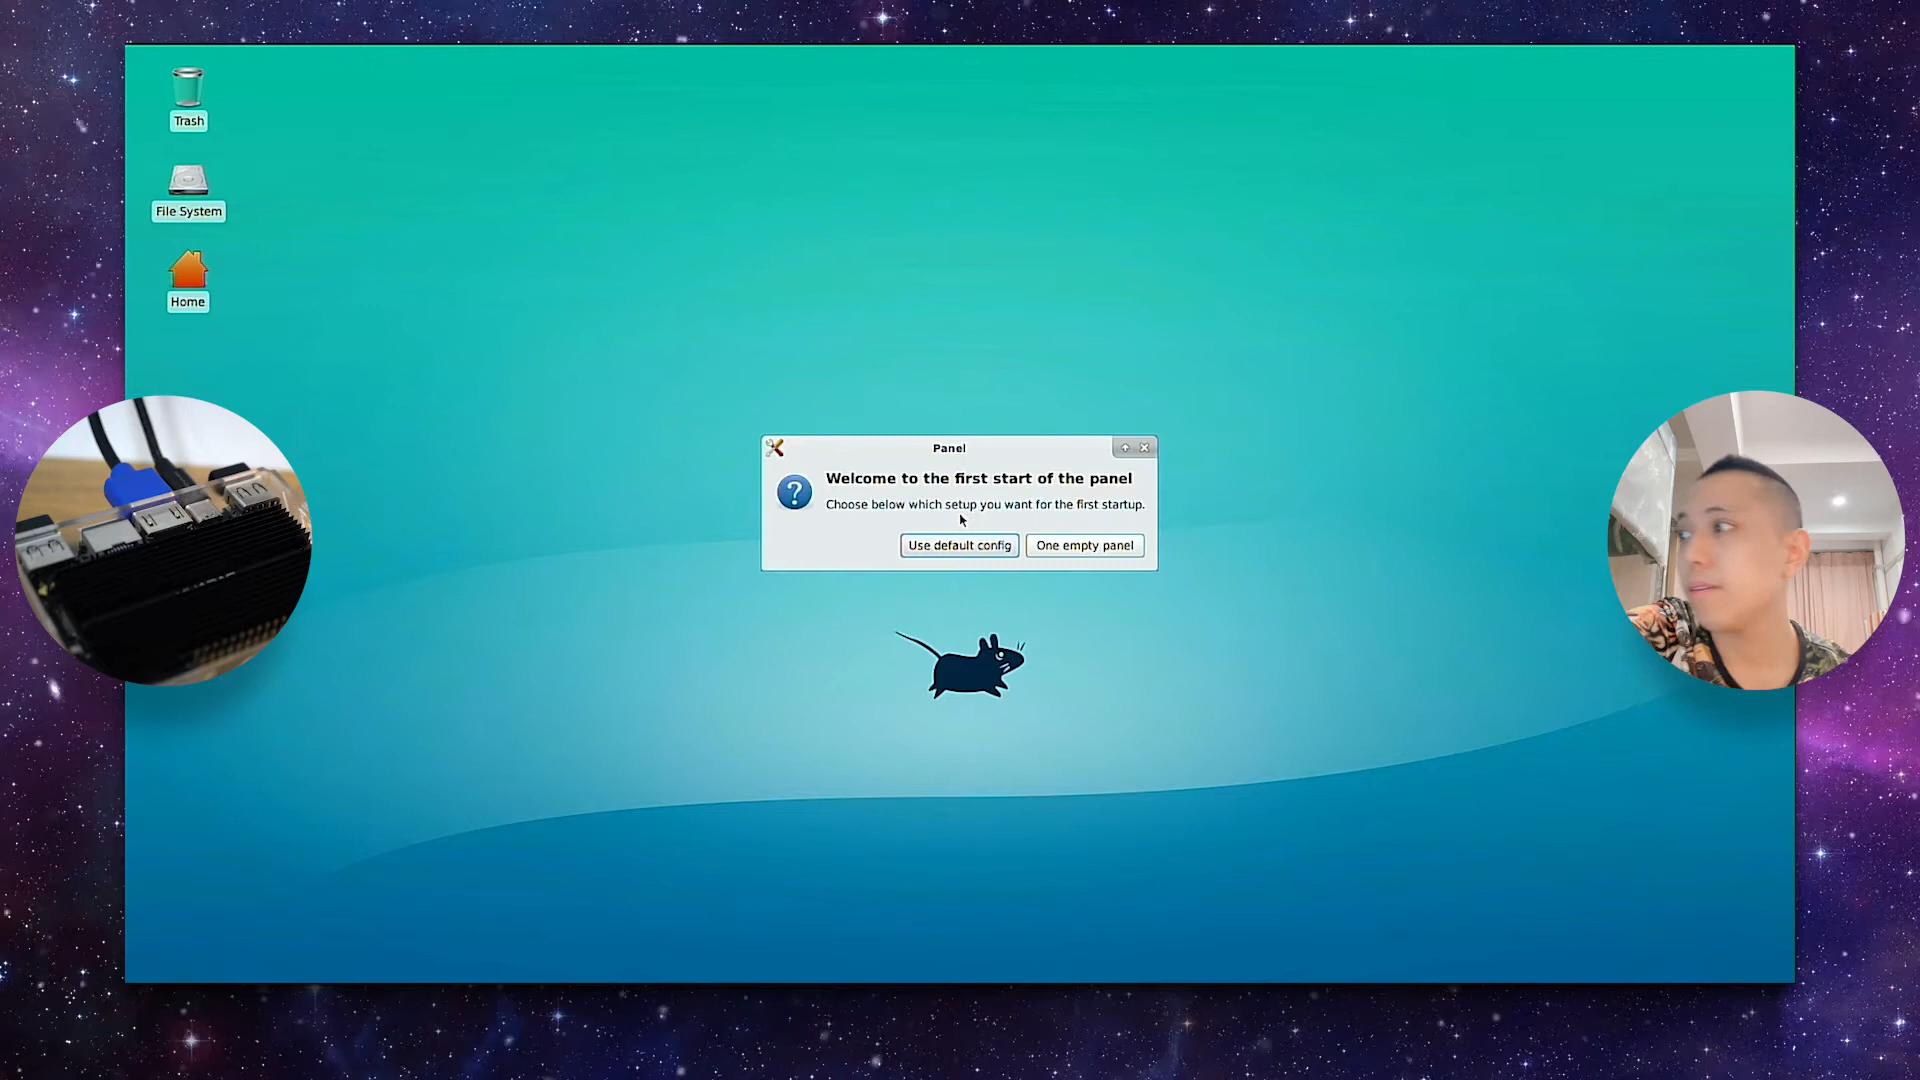 Trash
File System
Home
Panel
Welcome to the first start of the panel
Choose below which setup you want for the first startup.
Use default config
One empty panel